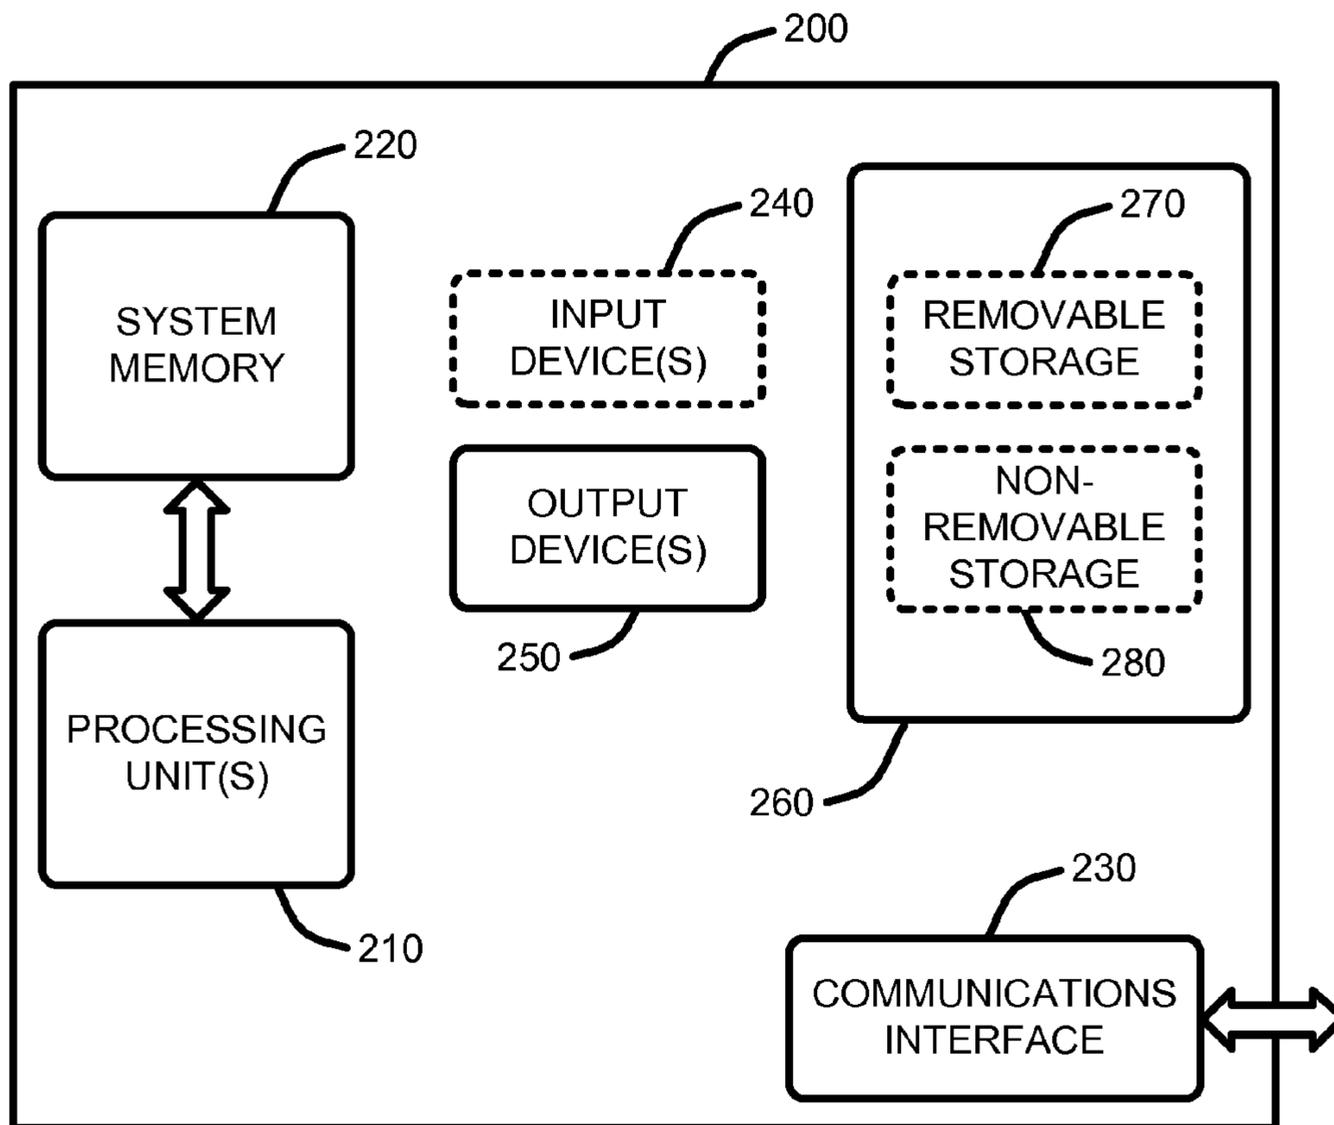 200
220
SYSTEM
MEMORY
240
INPUT
DEVICE(S)
270
REMOVABLE
STORAGE
OUTPUT
DEVICE(S)
250
NON-
REMOVABLE
STORAGE
280
260
PROCESSING
UNIT(S)
210
230
COMMUNICATIONS
INTERFACE